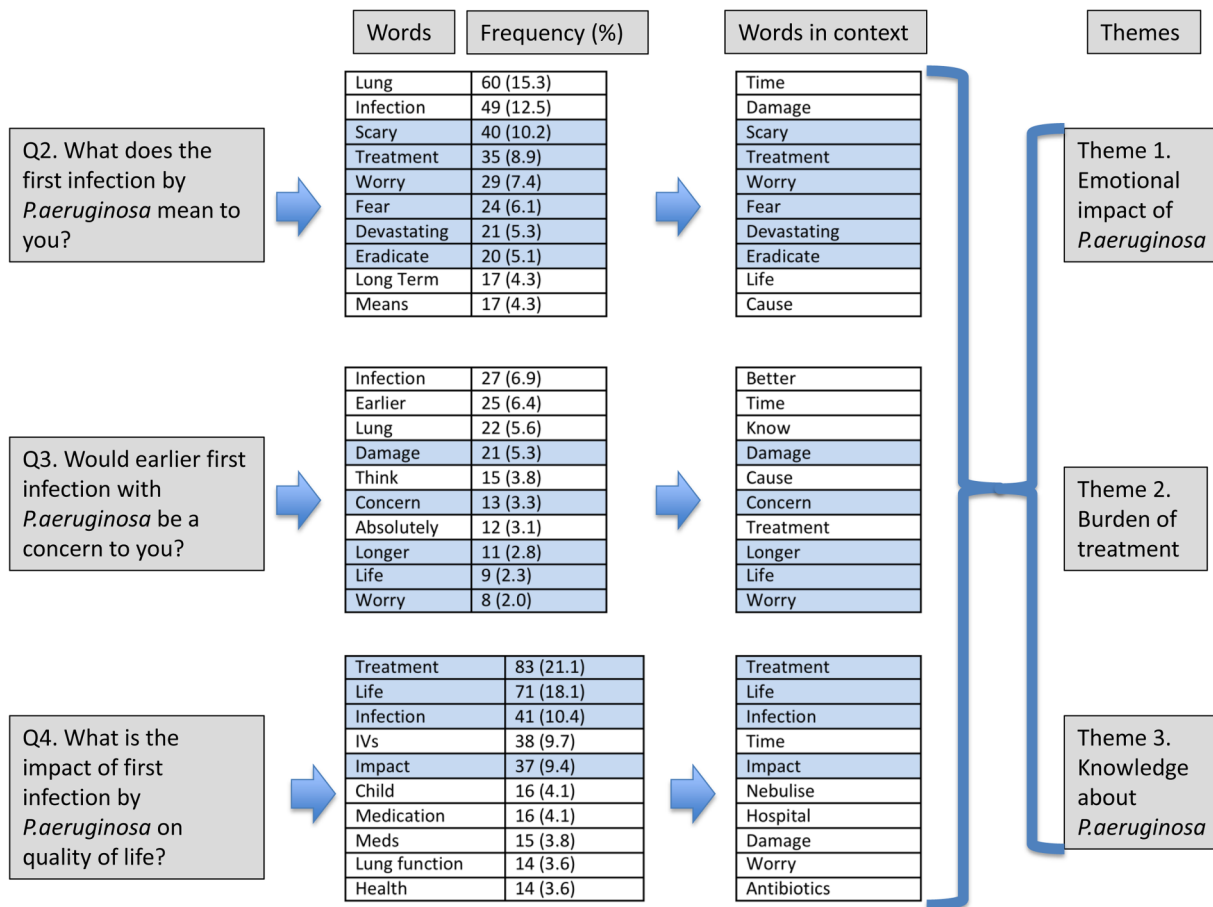 Words Frequency (%) Words in context Themes
Q2. What does the
first infection by
P.aeruginosa mean to
you?
Lung 60 (15.3)
Infection 49 (12.5)
Scary 40 (10.2)
Treatment 35 (8.9)
Worry 29 (7.4)
Fear 24 (6.1)
Devastating 21 (5.3)
Eradicate 20 (5.1)
Long Term 17 (4.3)
Means 17 (4.3)
Time
Damage
Scary
Treatment
Worry
Fear
Devastating
Eradicate
Life
Cause
Theme 1.
Emotional
impact of
P.aeruginosa
Q3. Would earlier first
infection with
P.aeruginosa be a
concern to you?
Infection 27 (6.9)
Earlier 25 (6.4)
Lung 22 (5.6)
Damage 21 (5.3)
Think 15 (3.8)
Concern 13 (3.3)
Absolutely 12 (3.1)
Longer 11 (2.8)
Life 9 (2.3)
Worry 8 (2.0)
Better
Time
Know
Damage
Cause
Concern
Treatment
Longer
Life
Worry
Theme 2.
Burden of
treatment
Q4. What is the
impact of first
infection by
P.aeruginosa on
quality of life?
Treatment 83 (21.1)
Life 71 (18.1)
Infection 41 (10.4)
IVs 38 (9.7)
Impact 37 (9.4)
Child 16 (4.1)
Medication 16 (4.1)
Meds 15 (3.8)
Lung function 14 (3.6)
Health 14 (3.6)
Treatment
Life
Infection
Time
Impact
Nebulise
Hospital
Damage
Worry
Antibiotics
Theme 3.
Knowledge
about
P.aeruginosa